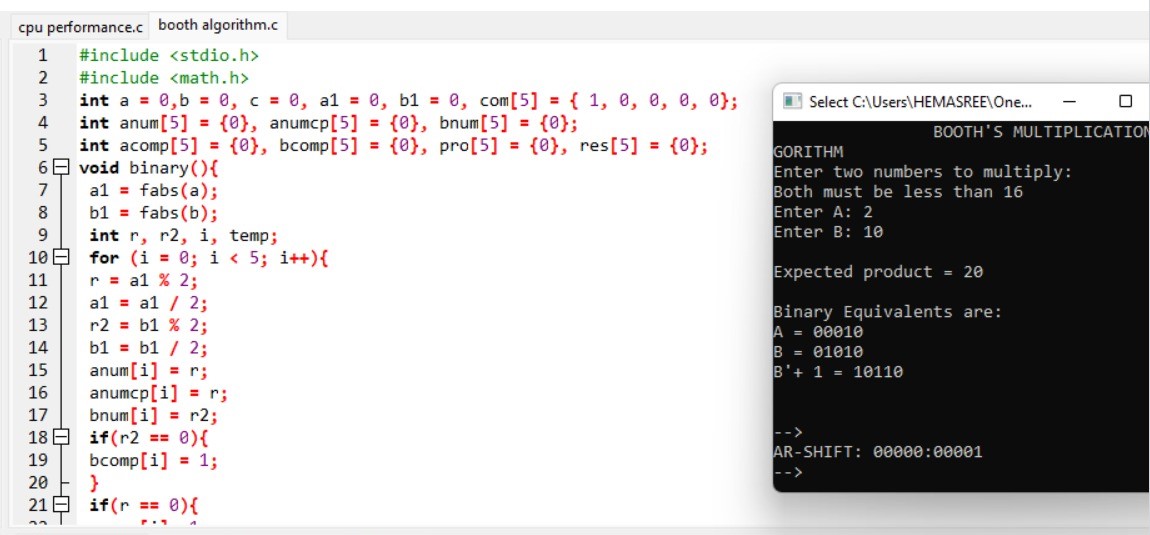 cpu performance.c booth algorithm.c
1 #include <stdio.h>
2 #include <math.h>
3 int a = 0,b = 0, c = 0, a1 = 0, b1 = 0, com[5] = { 1, 0, 0, 0, 0};
4 int anum[5] = {0}, anumcp[5] = {0}, bnum[5] = {0};
5 int acomp[5] = {0}, bcomp[5] = {0}, pro[5] = {0}, res[5] = {0};
6 void binary(){
7 a1 = fabs(a);
8 b1 = fabs(b);
9 int r, r2, i, temp;
10 for (i = 0; i < 5; i++){
11 r = a1 % 2;
12 a1 = a1 / 2;
13 r2 = b1 % 2;
14 b1 = b1 / 2;
15 anum[i] = r;
16 anumcp[i] = r;
17 bnum[i] = r2;
18 if(r2 == 0){
19 bcomp[i] = 1;
20 }
21 if(r == 0){
Select C:\Users\HEMASREE\One...
BOOTH'S MULTIPLICATION
GORITHM
Enter two numbers to multiply:
Both must be less than 16
Enter A: 2
Enter B: 10
Expected product = 20
Binary Equivalents are:
A = 00010
B = 01010
B'+ 1 = 10110
-->
AR-SHIFT: 00000:00001
-->